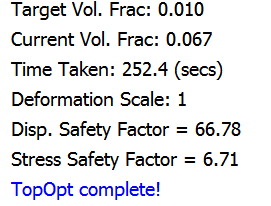 Target Vol. Frac: 0.010
Current Vol. Frac: 0.067
Time Taken: 252.4 (secs)
Deformation Scale: 1
Disp. Safety Factor = 66.78
Stress Safety Factor = 6.71
TopOpt complete!